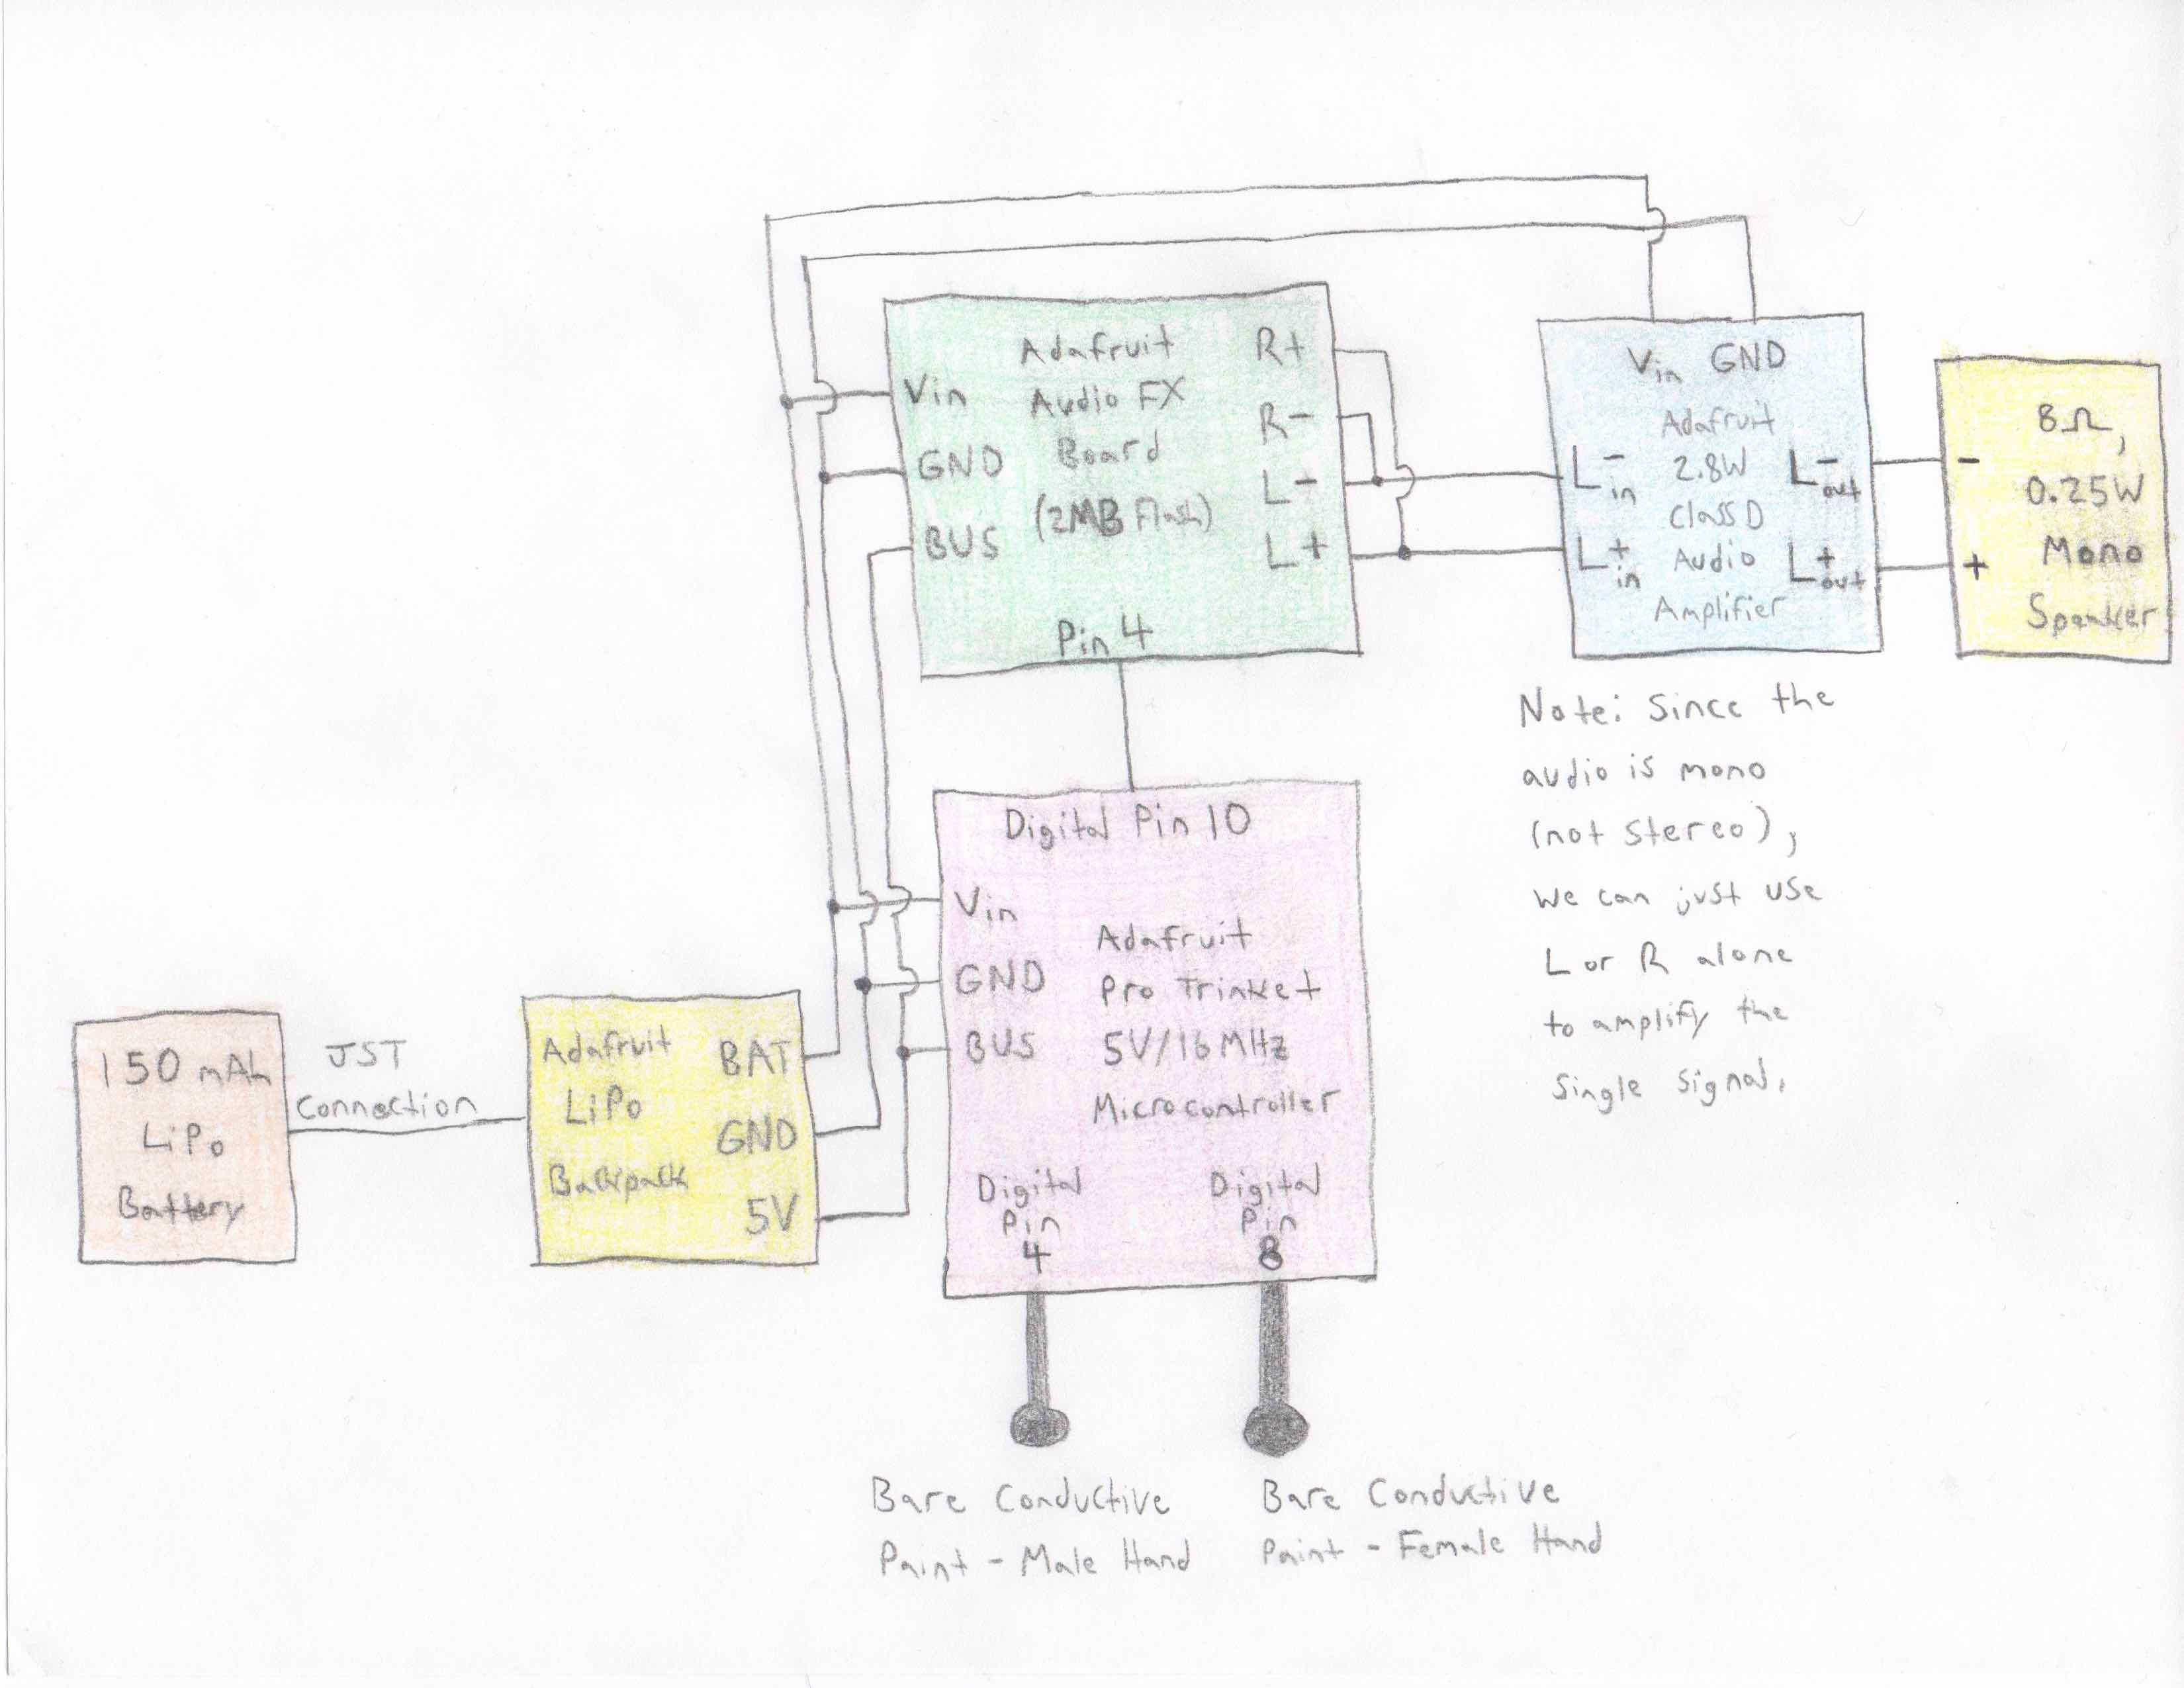 Adafruit
Audio FX
Board
(2MB Flash)
Vin
GND
BUS
Pin 4
R+
R-
L-
L+
Vin GND
Adafruit
2.8W
Class D
Audio
Amplifier
L-in
L+in
L-out
L+out
-
+
8Ω,
0.25W
Mono
Speaker
Note: Since the
audio is mono
(not stereo),
we can just use
L or R alone
to amplify the
single signal.
Digital Pin 10
Vin
GND
BUS
Adafruit
Pro Trinket
5V/16MHz
Microcontroller
Digital
Pin
4
Digital
Pin
8
150 mAh
LiPo
Battery
JST
Connection
Adafruit
LiPo
Backpack
BAT
GND
5V
Bare Conductive
Paint - Male Hand
Bare Conductive
Paint - Female Hand